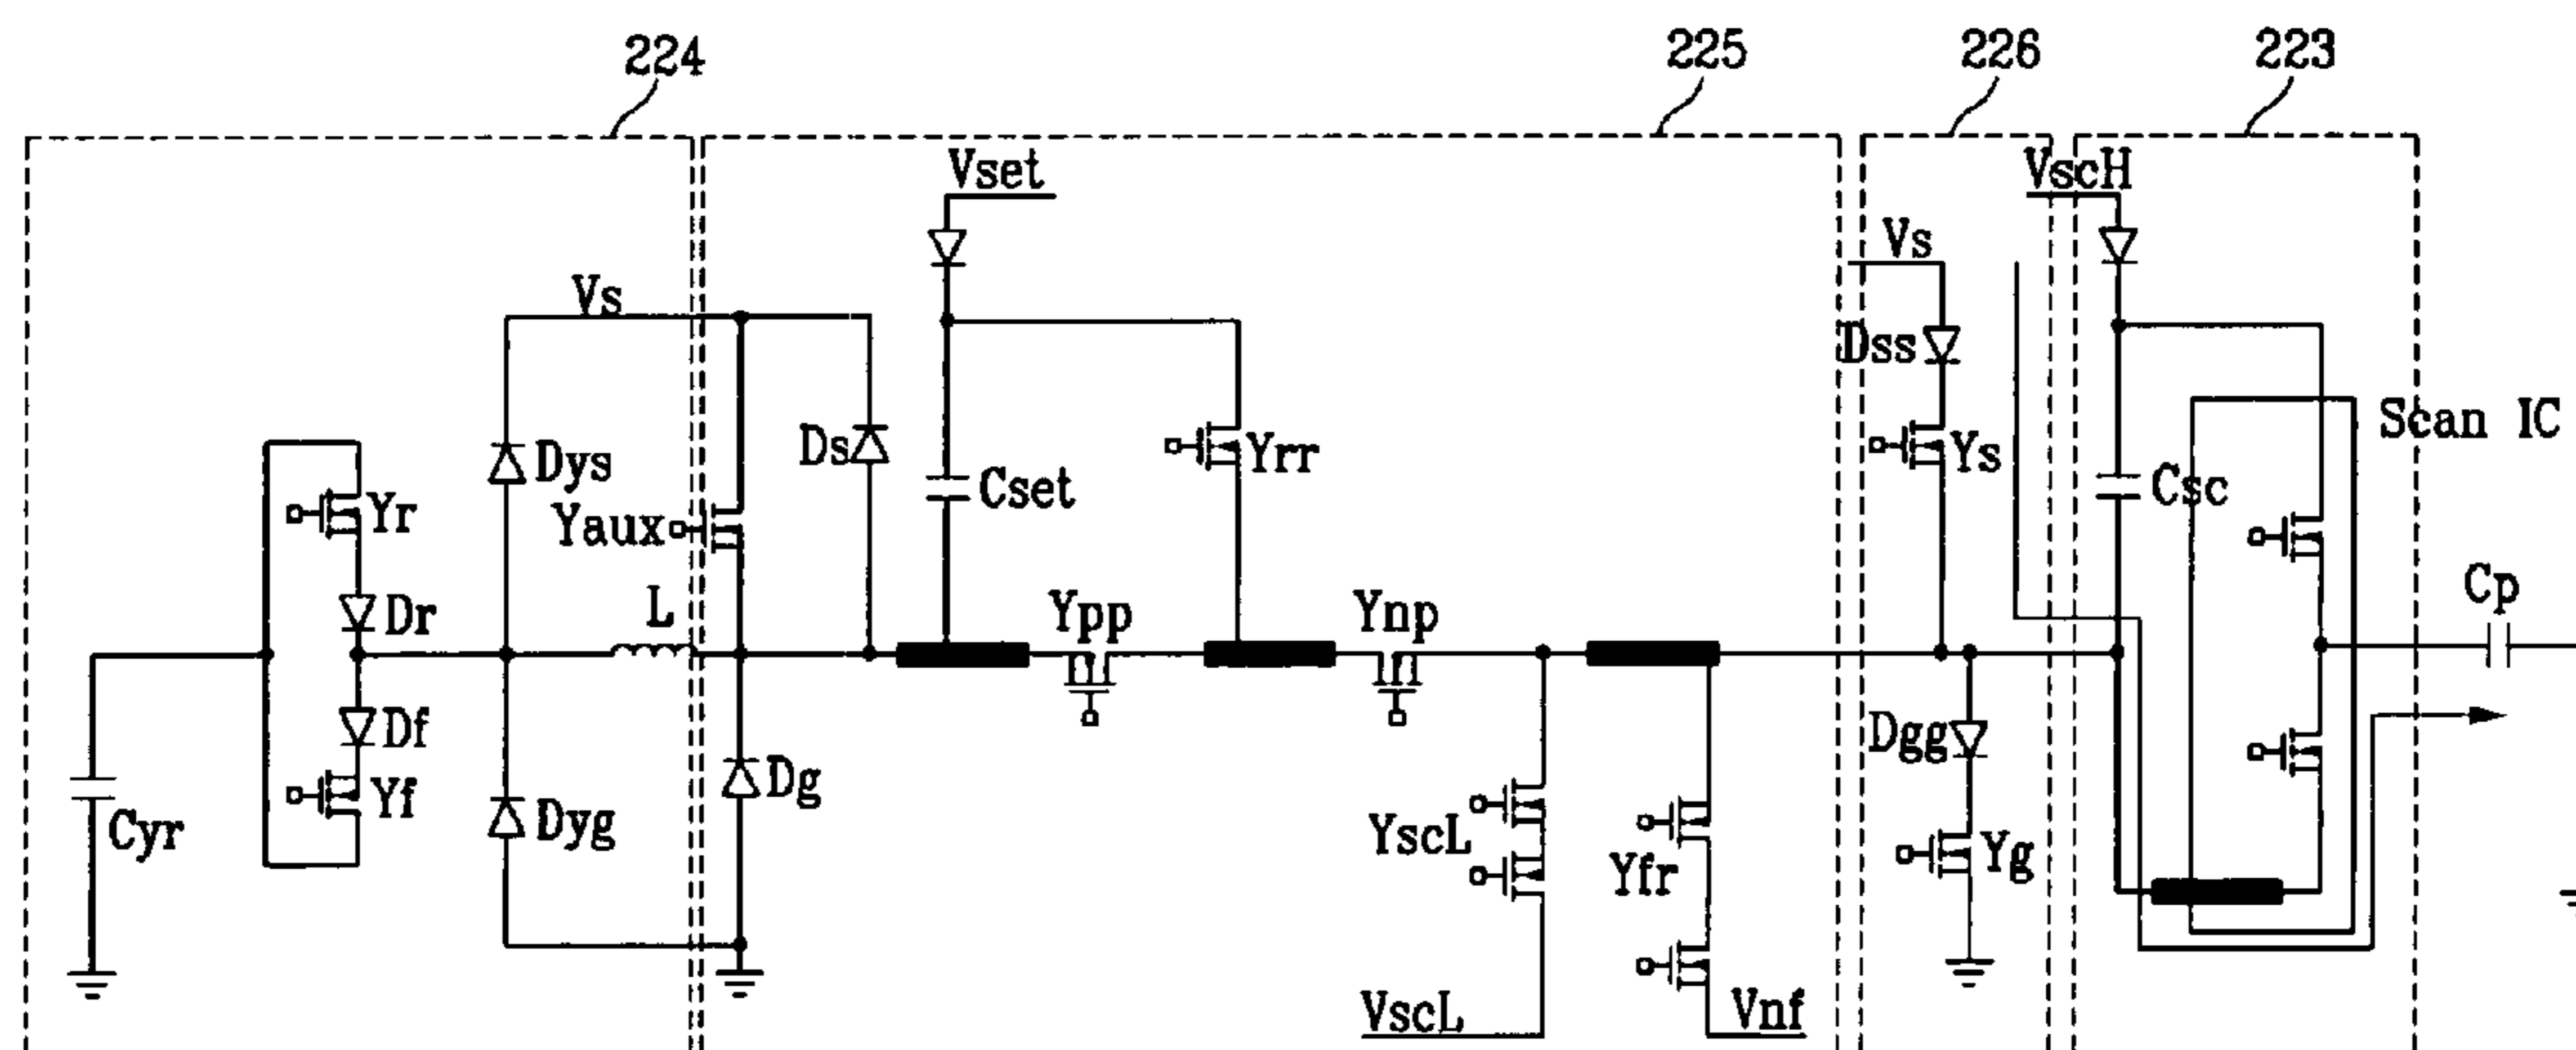 224
225
226
223
Vset
VscH
Vs
Vs
Dss
Scan IC
Ds
Dys
Yrr
Ys
Cset
Csc
Yr
Yaux
L
Ypp
Ynp
Cp
Dr
Df
Dgg
Dg
Yf
Cyr
Dyg
YscL
Yfr
Yg
VscL
Vnf